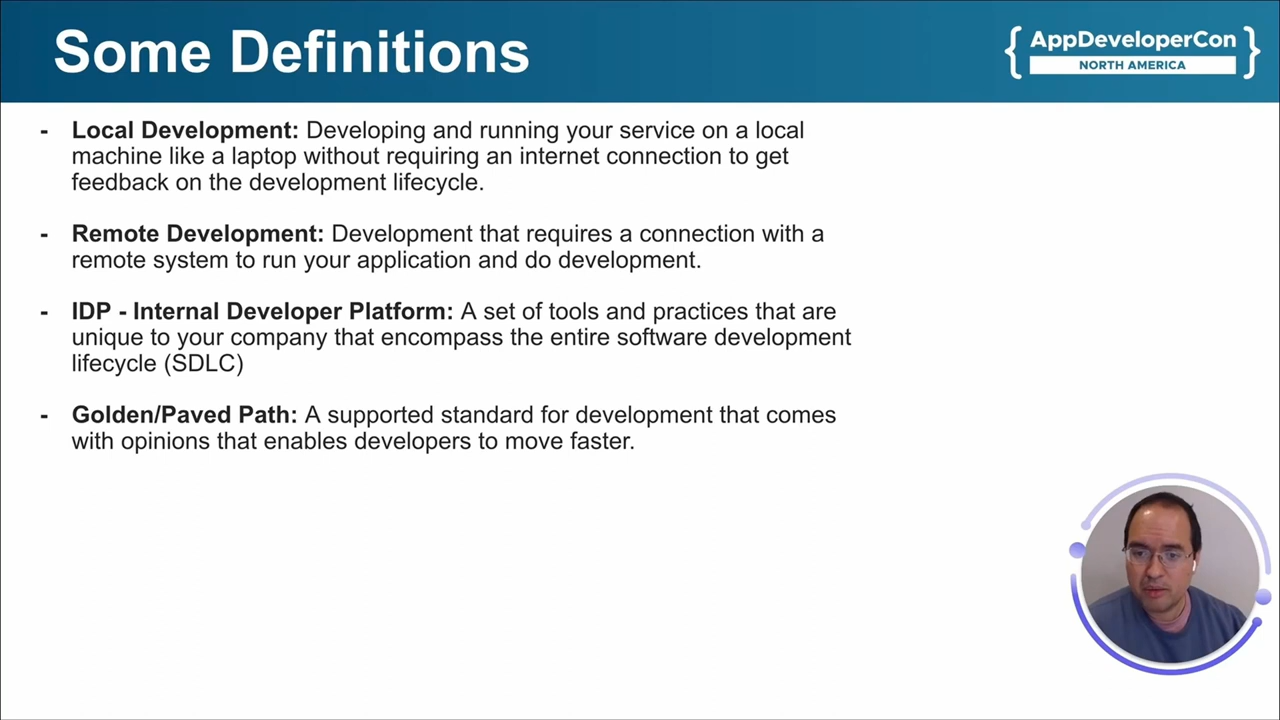 Some Definitions
{ AppDeveloperCon }
NORTH AMERICA
- Local Development: Developing and running your service on a local
machine like a laptop without requiring an internet connection to get
feedback on the development lifecycle.
- Remote Development: Development that requires a connection with a
remote system to run your application and do development.
- IDP - Internal Developer Platform: A set of tools and practices that are
unique to your company that encompass the entire software development
lifecycle (SDLC)
- Golden/Paved Path: A supported standard for development that comes
with opinions that enables developers to move faster.